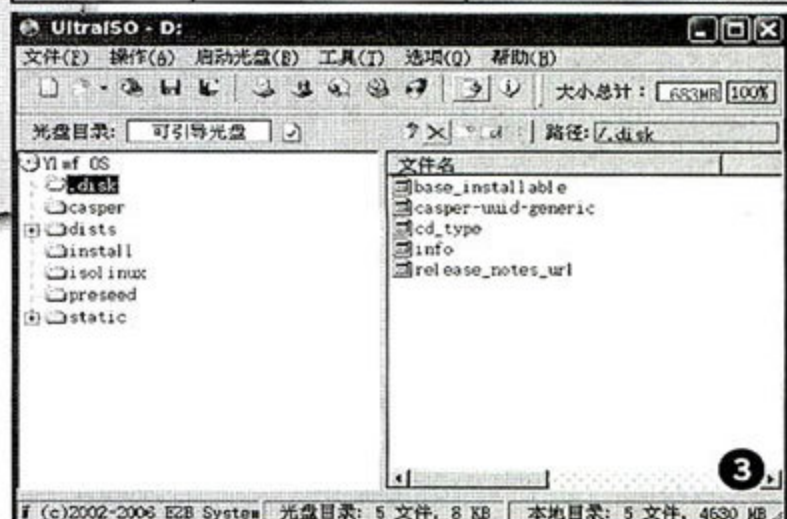 UltraISO - D:
文件(F) 操作(A) 启动光盘(B) 工具(T) 选项(O) 帮助(H)
大小总计： 683MB 100%
光盘目录: 可引导光盘 路径: /.disk
Ylmf OS
.disk
casper
dists
install
isolinux
preseed
static
文件名
base_installable
casper-uuid-generic
cd_type
info
release_notes_url
3
(c)2002-2006 EZB System 光盘目录: 5 文件, 8 KB 本地目录: 5 文件, 4630 MB